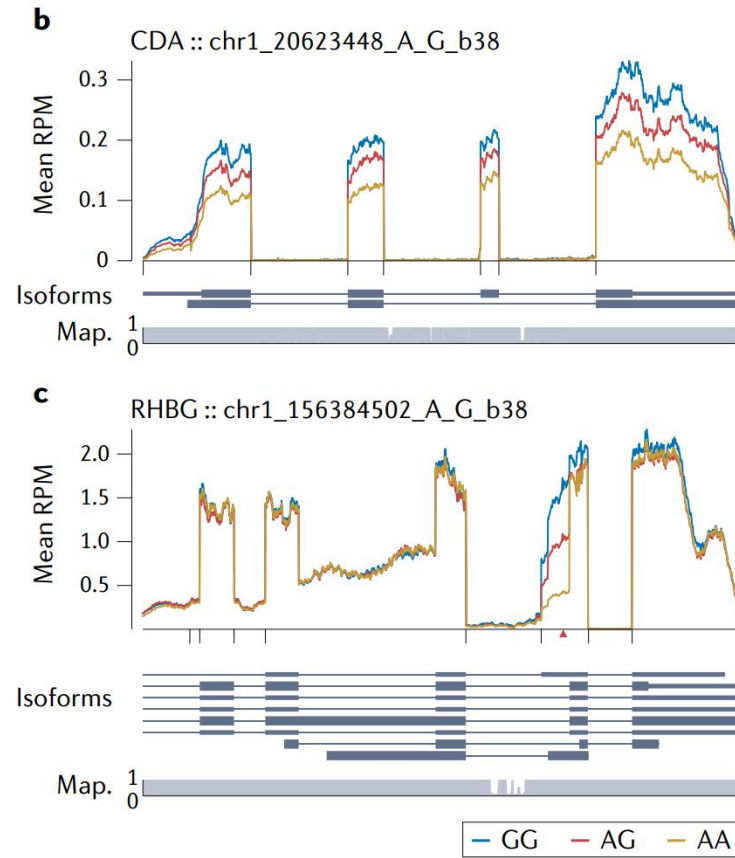 b
CDA :: chr1_20623448_A_G_b38
0.3
0.2
0.1
0
Mean RPM
Isoforms
Map.
1
0
c
RHBG :: chr1_156384502_A_G_b38
2.0
1.5
1.0
0.5
Mean RPM
Isoforms
Map.
1
0
GG AG AA